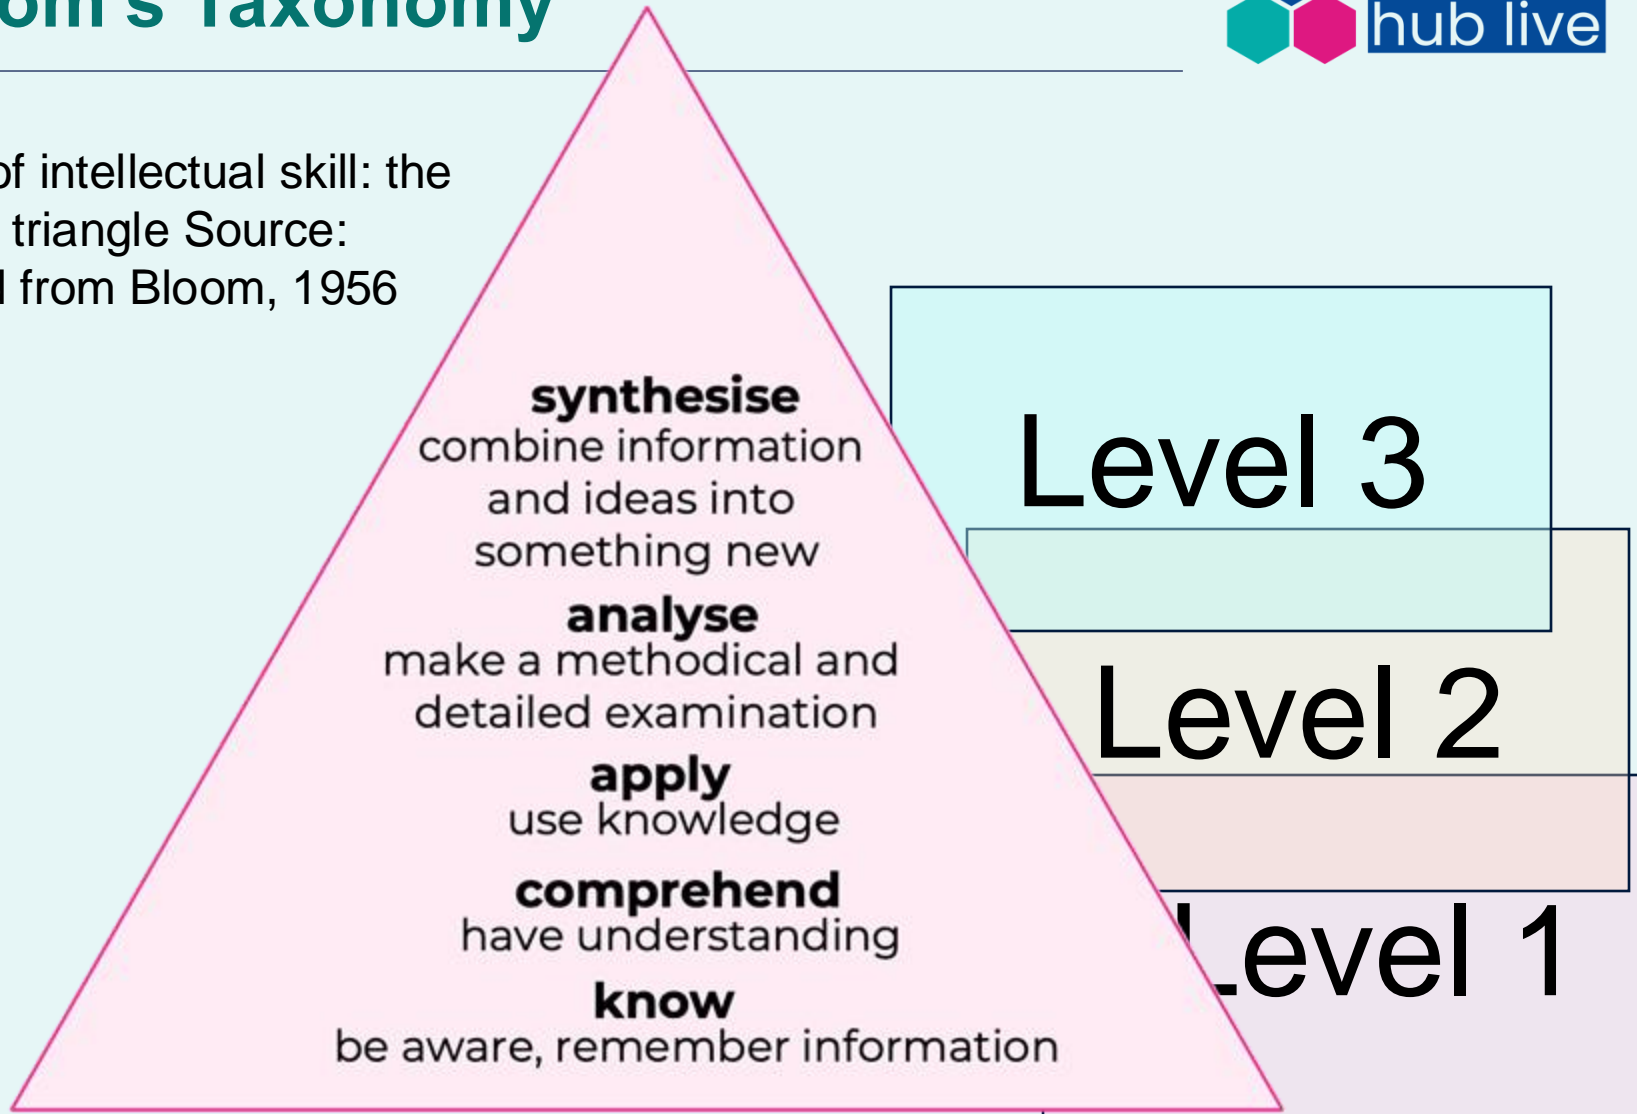 om's Taxonomy
hub live
of intellectual skill: the
triangle Source:
from Bloom, 1956
synthesise
combine information
and ideas into
something new
Level 3
analyse
make a methodical and
detailed examination
Level 2
apply
use knowledge
comprehend
have understanding
Level 1
know
be aware, remember information